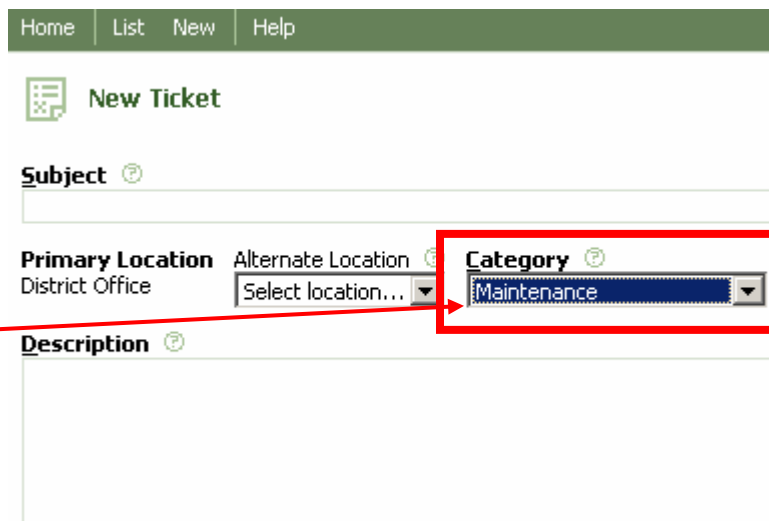 Home List New Help
New Ticket
Subject ?
Primary Location Alternate Location ? Category ?
District Office Select location... Maintenance
Description ?